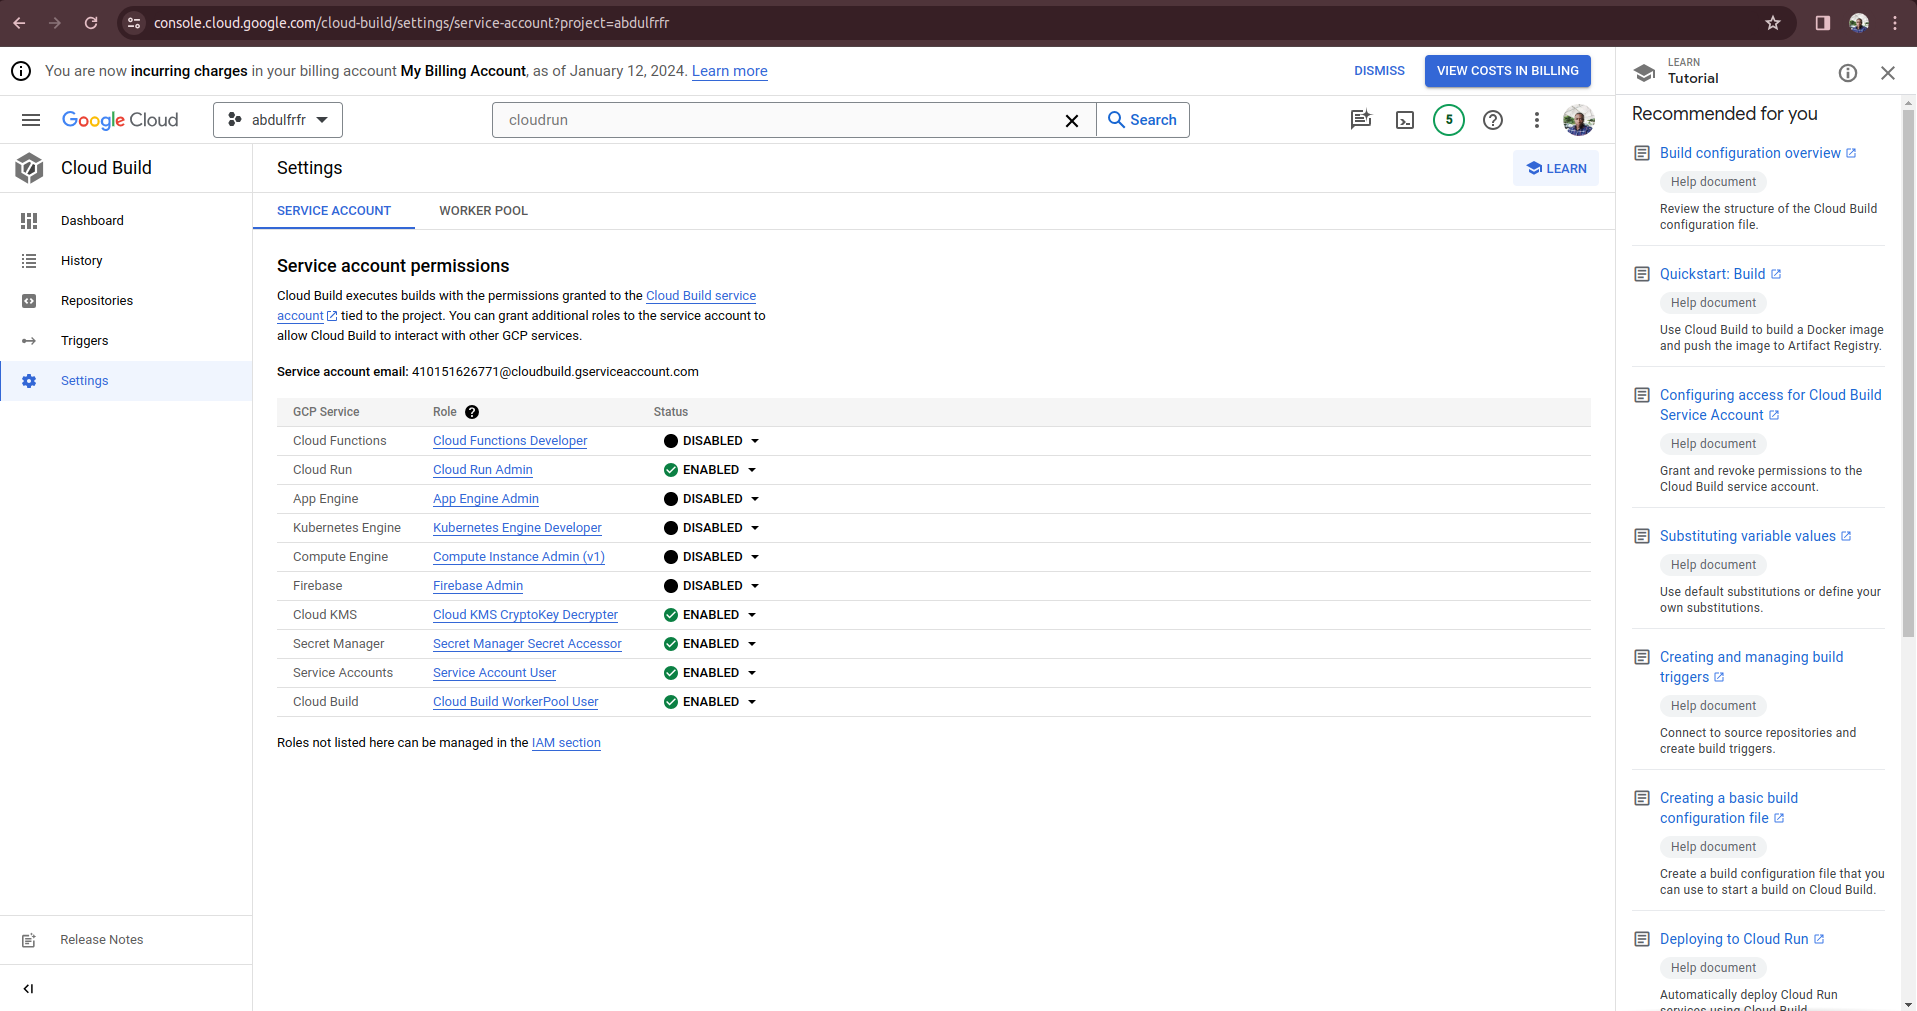 console.cloud.google.com/cloud-build/settings/service-account?project=abdulfrfr
You are now incurring charges in your billing account My Billing Account, as of January 12, 2024. Learn more
DISMISS
VIEW COSTS IN BILLING
Google Cloud
abdulfrfr
cloudrun
Search
5
Cloud Build
Dashboard
History
Repositories
Triggers
Settings
Release Notes
Settings
LEARN
SERVICE ACCOUNT
WORKER POOL
Service account permissions
Cloud Build executes builds with the permissions granted to the Cloud Build service
account tied to the project. You can grant additional roles to the service account to
allow Cloud Build to interact with other GCP services.
Service account email: 410151626771@cloudbuild.gserviceaccount.com
GCP Service Role Status
Cloud Functions Cloud Functions Developer DISABLED
Cloud Run Cloud Run Admin ENABLED
App Engine App Engine Admin DISABLED
Kubernetes Engine Kubernetes Engine Developer DISABLED
Compute Engine Compute Instance Admin (v1) DISABLED
Firebase Firebase Admin DISABLED
Cloud KMS Cloud KMS CryptoKey Decrypter ENABLED
Secret Manager Secret Manager Secret Accessor ENABLED
Service Accounts Service Account User ENABLED
Cloud Build Cloud Build WorkerPool User ENABLED
Roles not listed here can be managed in the IAM section
LEARN
Tutorial
Recommended for you
Build configuration overview
Help document
Review the structure of the Cloud Build
configuration file.
Quickstart: Build
Help document
Use Cloud Build to build a Docker image
and push the image to Artifact Registry.
Configuring access for Cloud Build
Service Account
Help document
Grant and revoke permissions to the
Cloud Build service account.
Substituting variable values
Help document
Use default substitutions or define your
own substitutions.
Creating and managing build
triggers
Help document
Connect to source repositories and
create build triggers.
Creating a basic build
configuration file
Help document
Create a build configuration file that you
can use to start a build on Cloud Build.
Deploying to Cloud Run
Help document
Automatically deploy Cloud Run
services using Cloud Build.